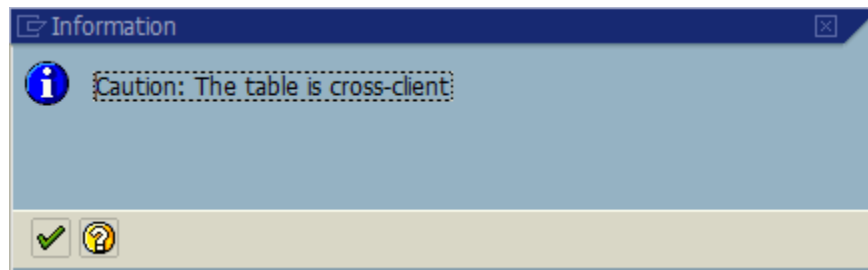 Information
Caution: The table is cross-client